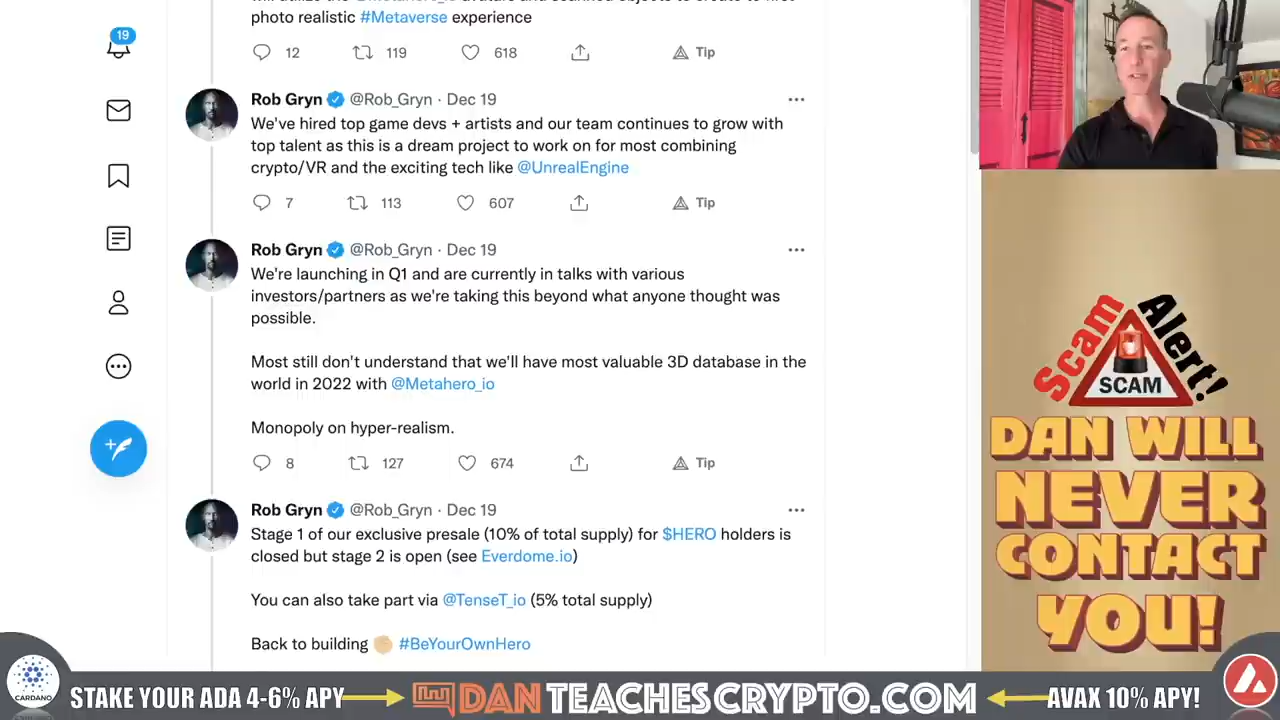 19
photo realistic #Metaverse experience
12 119 618 Tip
Rob Gryn @Rob_Gryn · Dec 19
We've hired top game devs + artists and our team continues to grow with
top talent as this is a dream project to work on for most combining
crypto/VR and the exciting tech like @UnrealEngine
7 113 607 Tip
Rob Gryn @Rob_Gryn · Dec 19
We're launching in Q1 and are currently in talks with various
investors/partners as we're taking this beyond what anyone thought was
possible.
Most still don't understand that we'll have most valuable 3D database in the
world in 2022 with @Metahero_io
Monopoly on hyper-realism.
8 127 674 Tip
Rob Gryn @Rob_Gryn · Dec 19
Stage 1 of our exclusive presale (10% of total supply) for $HERO holders is
closed but stage 2 is open (see Everdome.io)
You can also take part via @TenseT_io (5% total supply)
Back to building ✊🏼 #BeYourOwnHero
Scam Alert!
SCAM
DAN WILL
NEVER
CONTACT
YOU!
CARDANO
STAKE YOUR ADA 4-6% APY
DANTEACHESCRYPTO.COM
AVAX 10% APY!